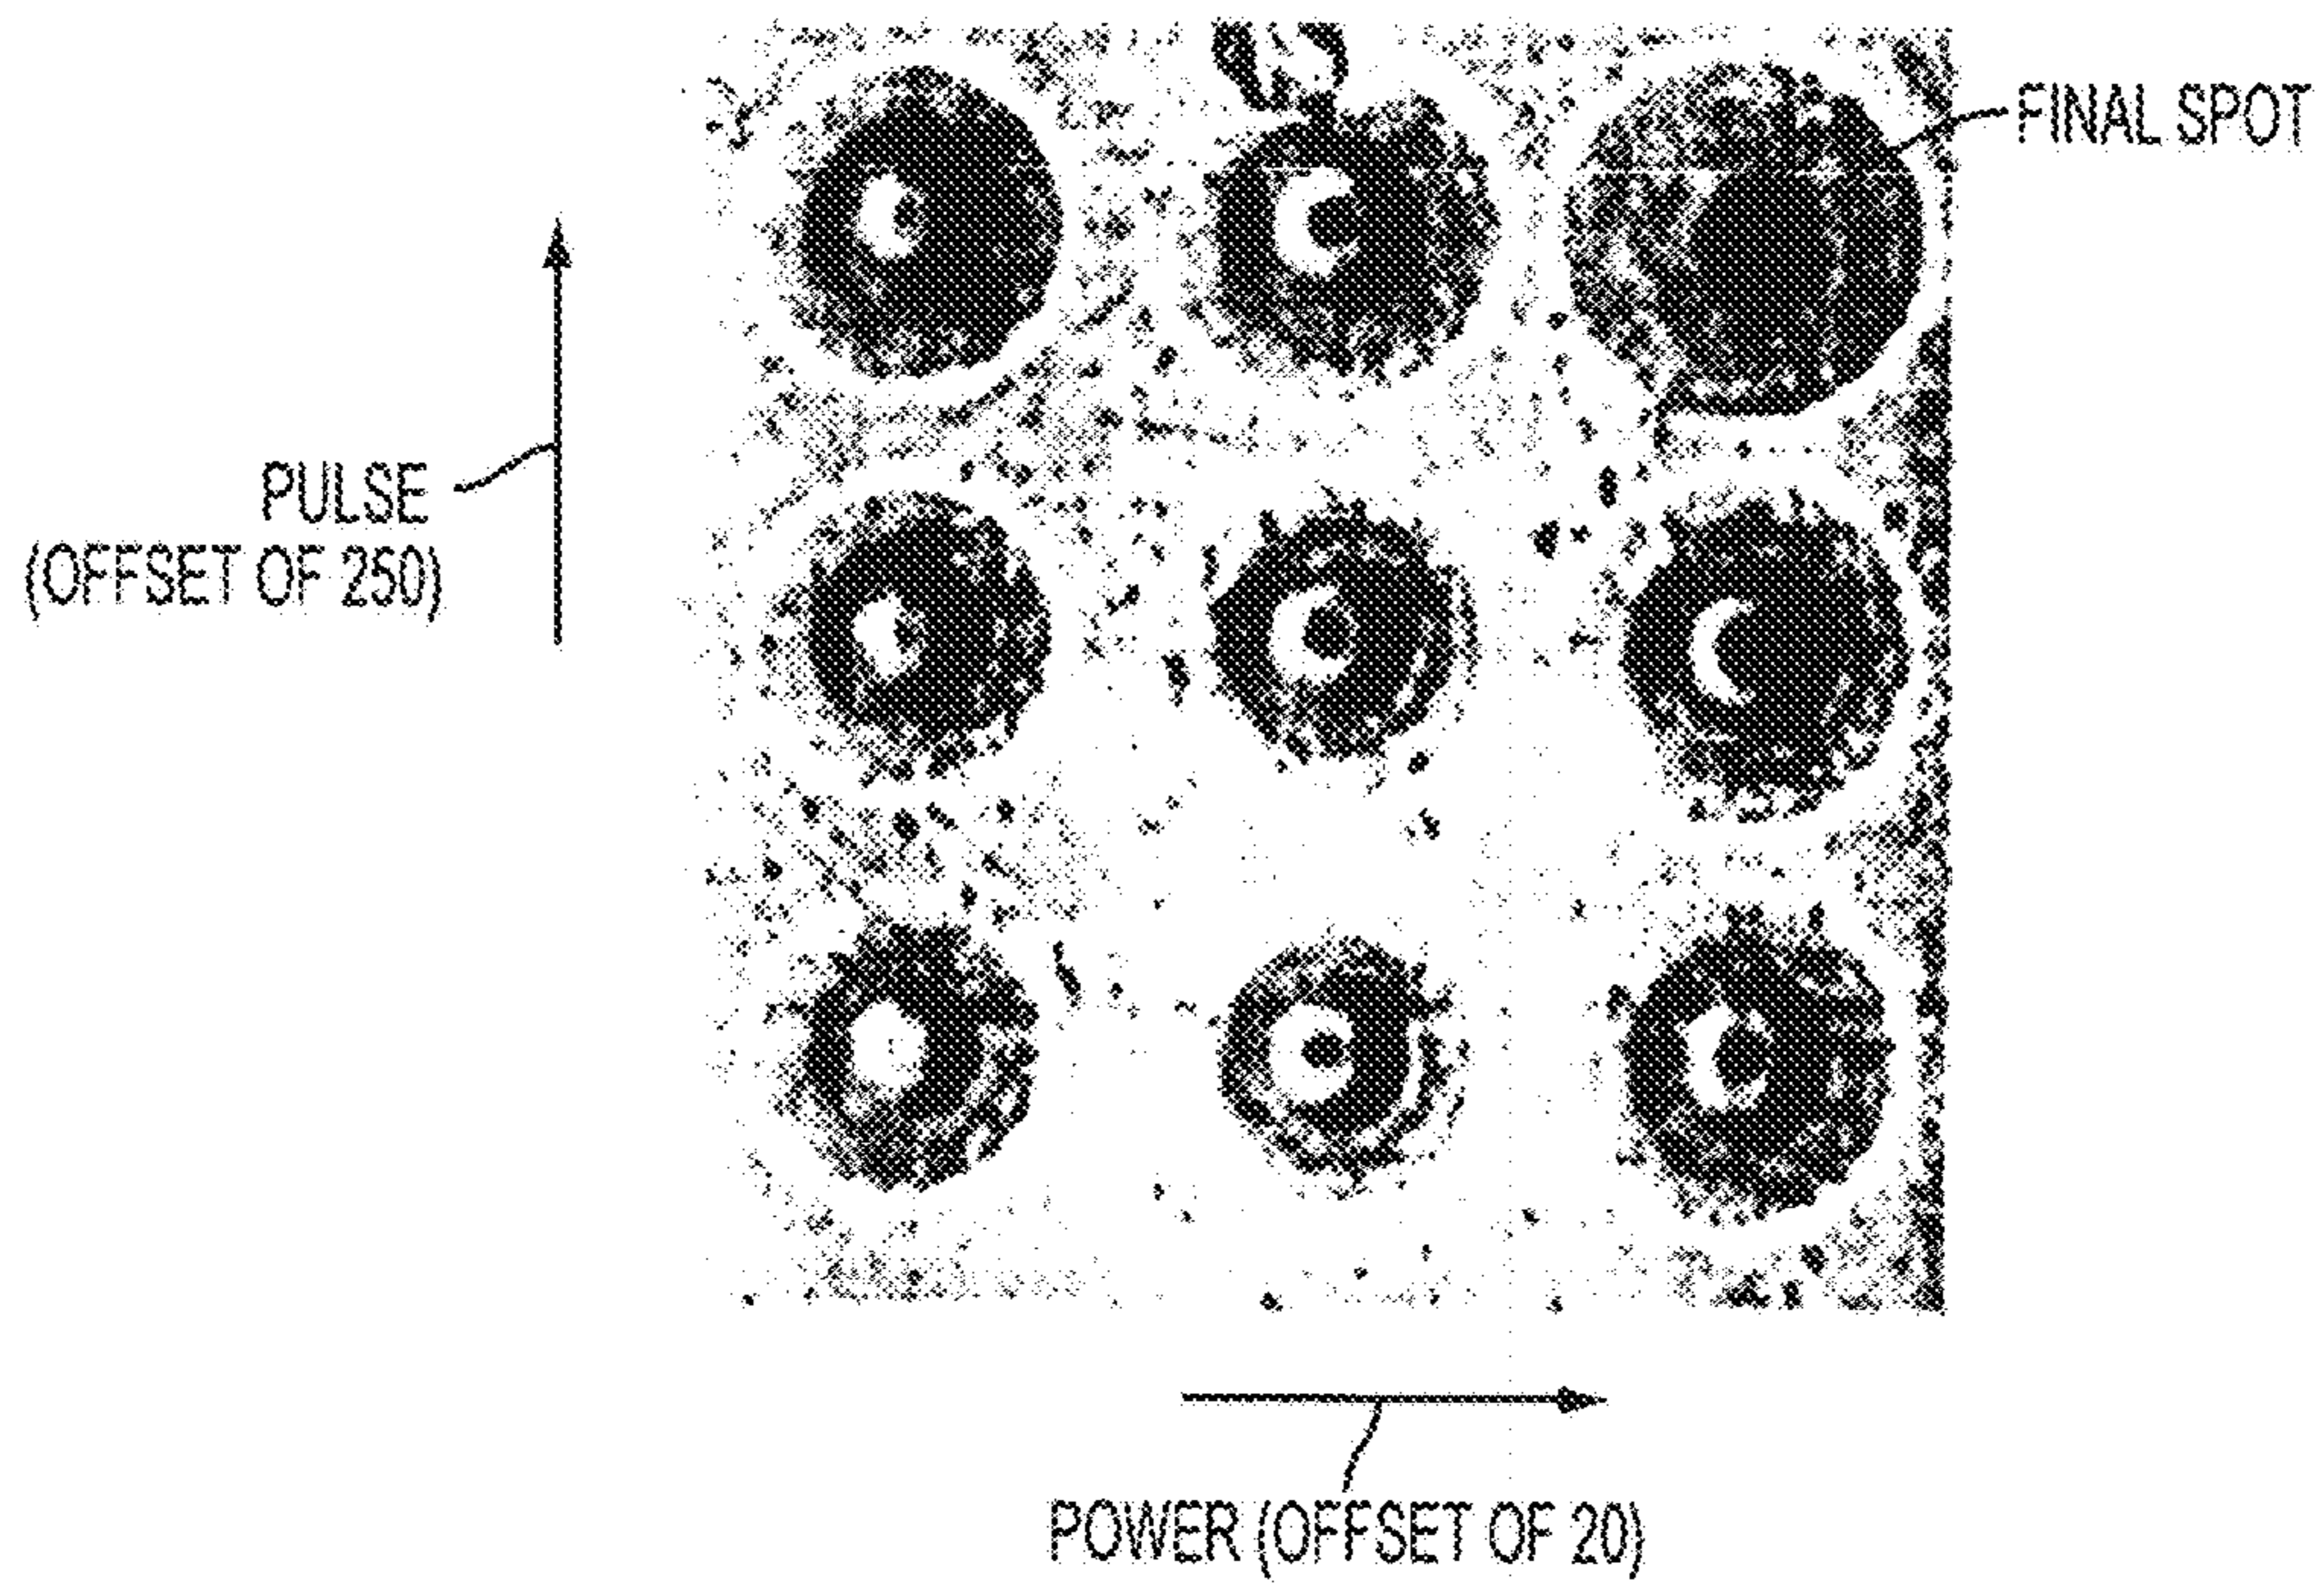 FINAL SPOT
PULSE
(OFFSET OF 250)
POWER (OFFSET OF 20)